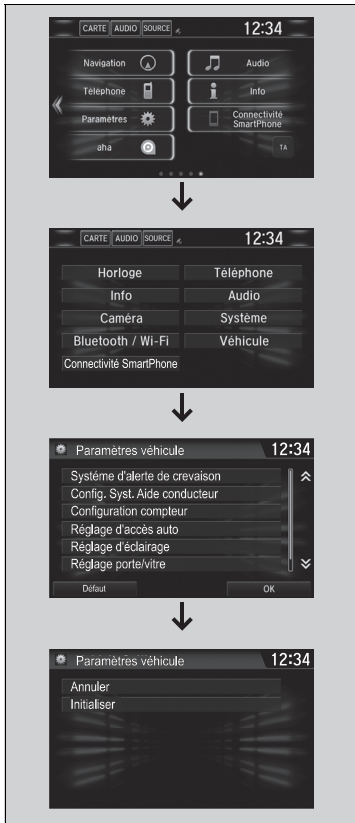 CARTE AUDIO SOURCE 12:34
Navigation Audio
Téléphone Info
Paramètres Connectivité SmartPhone
aha TA
CARTE AUDIO SOURCE 12:34
Horloge Téléphone
Info Audio
Caméra Système
Bluetooth / Wi-Fi Véhicule
Connectivité SmartPhone
Paramètres véhicule 12:34
Systéme d'alerte de crevaison
Config. Syst. Aide conducteur
Configuration compteur
Réglage d'accès auto
Réglage d'éclairage
Réglage porte/vitre
Défaut OK
Paramètres véhicule 12:34
Annuler
Initialiser